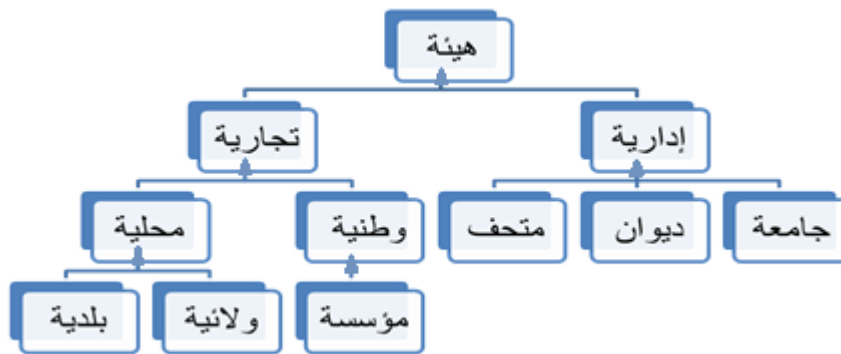 هيئة
إدارية
تجارية
جامعة
ديوان
متحف
وطنية
محلية
مؤسسة
ولائية
بلدية